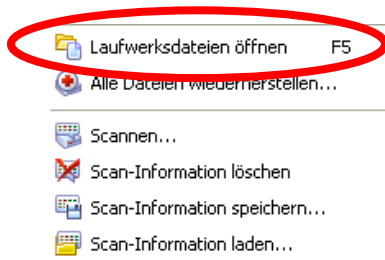 Laufwerksdateien öffnen F5
Alle Dateien wiederherstellen...
Scannen...
Scan-Information löschen
Scan-Information speichern...
Scan-Information laden...